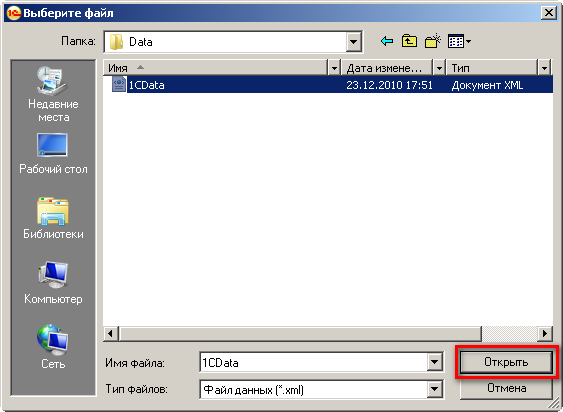 Выберите файл
Папка: Data
Имя Дата измене... Тип
1CData 23.12.2010 17:51 Документ XML
Недавние
места
Рабочий стол
Библиотеки
Компьютер
Сеть
Имя файла: 1CData Открыть
Тип файлов: Файл данных (*.xml) Отмена